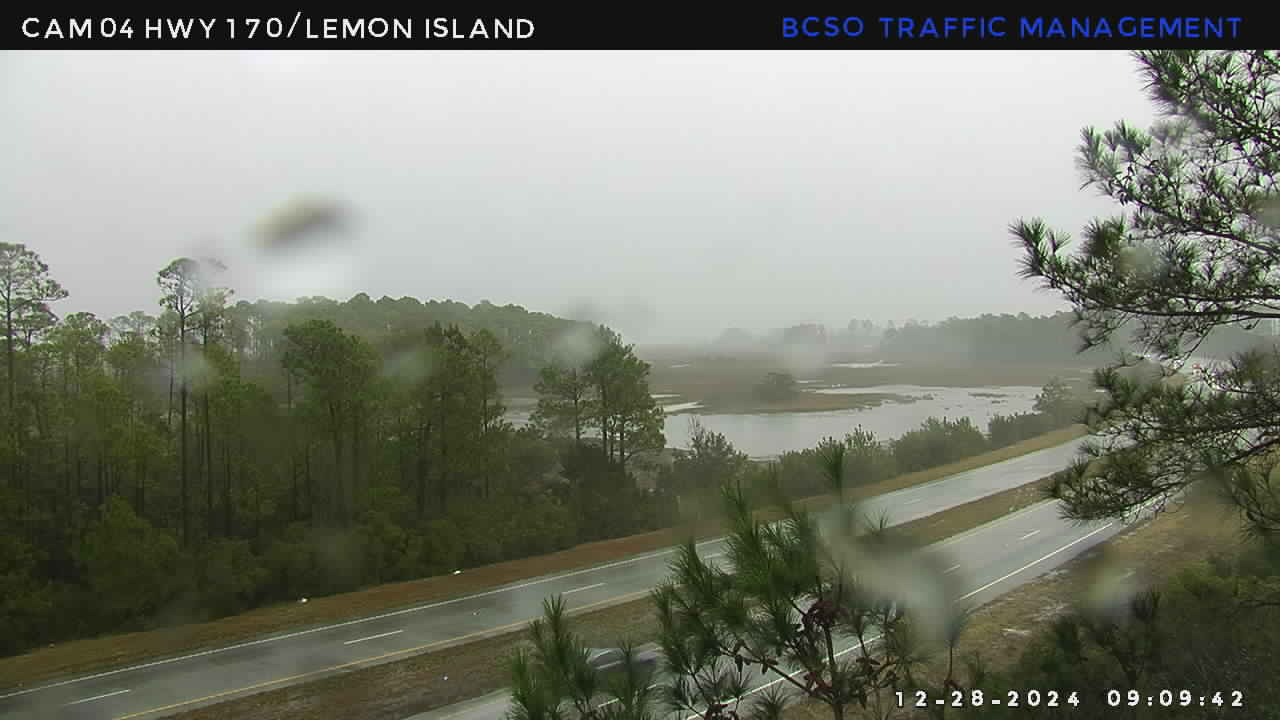 CAM04 HWY 170/LEMON ISLAND
BCSO TRAFFIC MANAGEMENT
12-28-2024 09:09:42